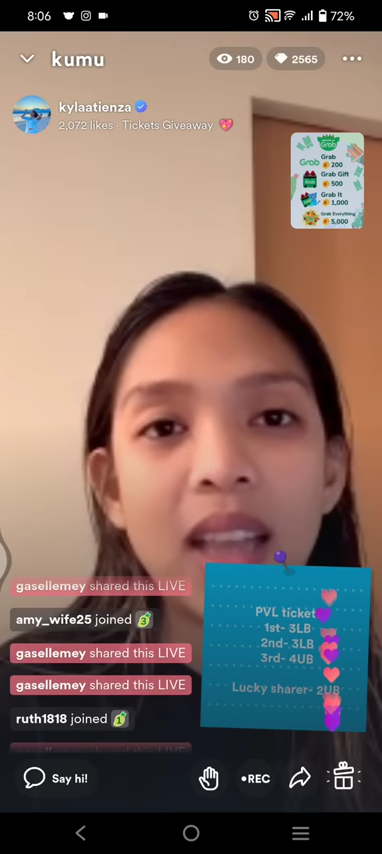 8:06
72%
kumu
180
2565
kylaatienza
2,072 likes · Tickets Giveaway 💖
Grab
Grab
200
Grab Gift
500
Grab It
1,000
Grab Everything
5,000
gasellemey shared this LIVE
amy_wife25 joined 3
gasellemey shared this LIVE
gasellemey shared this LIVE
ruth1818 joined 1
PVL ticket
1st- 3LB
2nd- 3LB
3rd- 4UB
Lucky sharer- 2UB
Say hi!
•REC